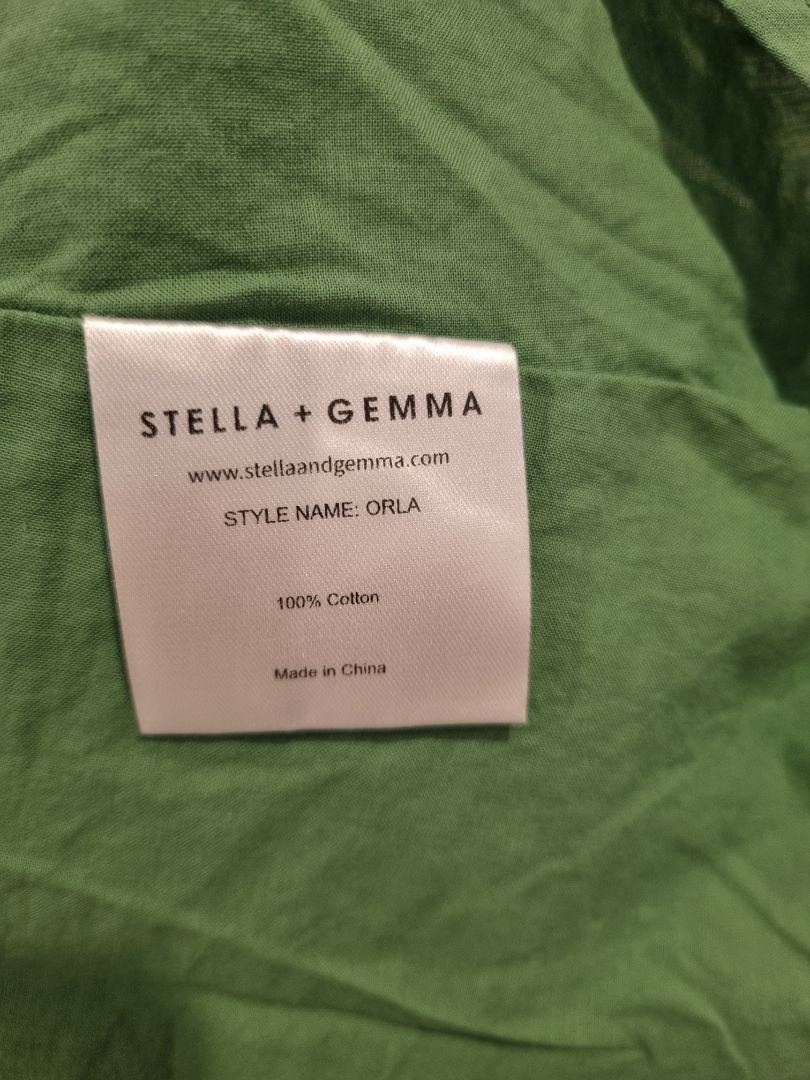 STELLA + GEMMA
www.stellaandgemma.com
STYLE NAME: ORLA
100% Cotton
Made in China